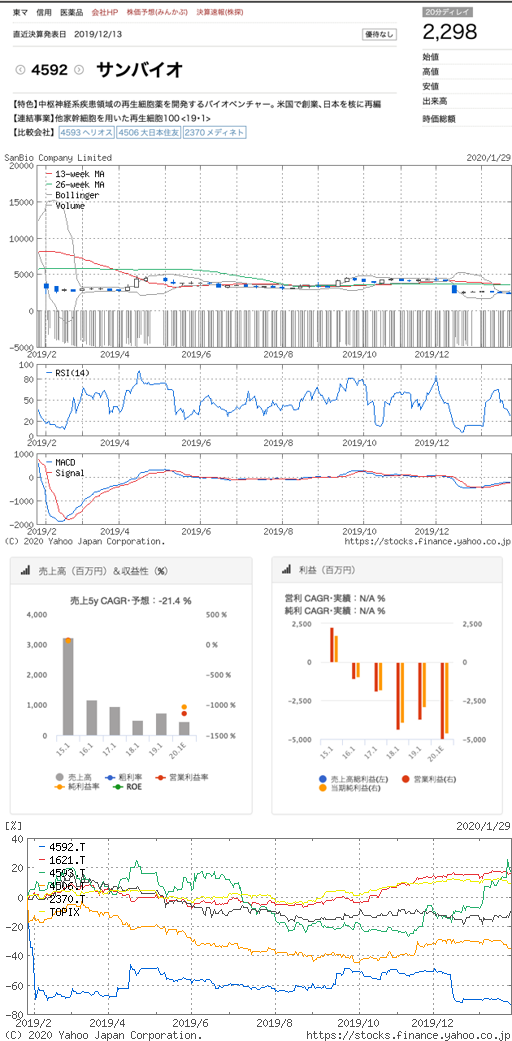 東マ 信用 医薬品 会社HP 株価予想(みんかぶ) 決算速報(株探)
20分ディレイ
直近決算発表日 2019/12/13
優待なし
2,298
4592
サンバイオ
始値
高値
安値
出来高
時価総額
【特色】中枢神経系疾患領域の再生細胞薬を開発するバイオベンチャー。米国で創業、日本を核に再編
【連結事業】他家幹細胞を用いた再生細胞100 <19・1>
【比較会社】 4593 ヘリオス 4506 大日本住友 2370 メディネト
SanBio Company Limited 2020/1/29
20000
15000
10000
5000
0
-5000
13-week MA
26-week MA
Bollinger
Volume
2019/2 2019/4 2019/6 2019/8 2019/10 2019/12
100
80
60
40
20
0
RSI(14)
2019/2 2019/4 2019/6 2019/8 2019/10 2019/12
1000
0
-1000
-2000
MACD
Signal
2019/2 2019/4 2019/6 2019/8 2019/10 2019/12
(C) 2020 Yahoo Japan Corporation. https://stocks.finance.yahoo.co.jp
売上高（百万円）＆収益性（%）
売上5y CAGR・予想：-21.4 %
4,000
3,000
2,000
1,000
0
500 %
0 %
-500 %
-1000 %
-1500 %
15.1 16.1 17.1 18.1 19.1 20.1E
売上高 粗利率 営業利益率
純利益率 ROE
利益（百万円）
営利 CAGR・実績：N/A %
純利 CAGR・実績：N/A %
2,500
0
-2,500
-5,000
2,500
0
-2,500
-5,000
15.1 16.1 17.1 18.1 19.1 20.1E
売上高総利益(左) 営業利益(右)
当期純利益(右)
[%] 2020/1/29
40
20
0
-20
-40
-60
-80
4592.T
1621.T
4593.T
4506.T
2370.T
TOPIX
2019/2 2019/4 2019/6 2019/8 2019/10 2019/12
(C) 2020 Yahoo Japan Corporation. https://stocks.finance.yahoo.co.jp